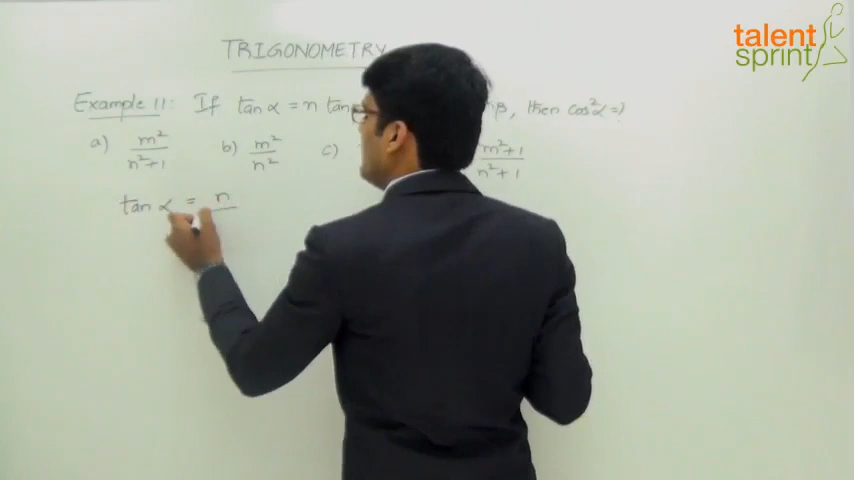 talent
sprint
TRIGONOMETRY
Example 11: If tan α = n tan β, then cos²α = ?
a) m²/n²+1 b) m²/n² c) m²+1/n²+1
tan α = n